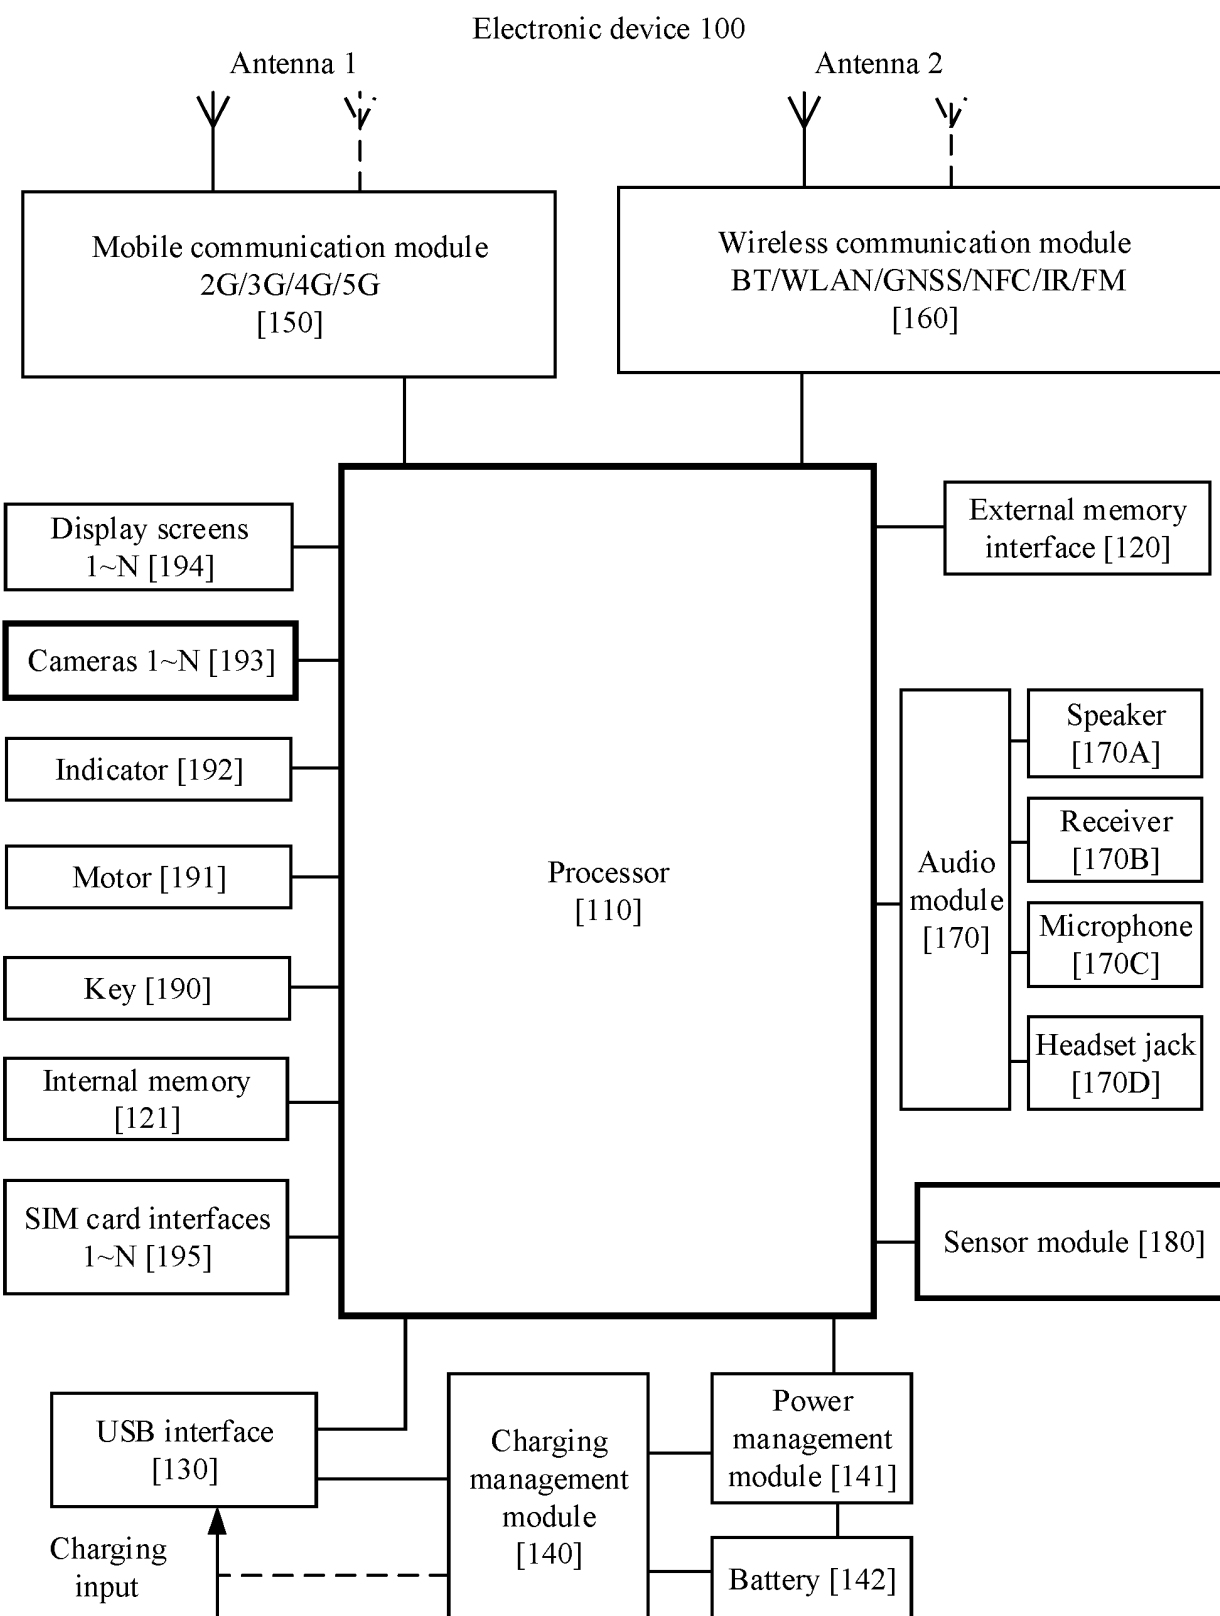 Electronic device 100
Antenna 1
Antenna 2
Mobile communication module
2G/3G/4G/5G
[150]
Wireless communication module
BT/WLAN/GNSS/NFC/IR/FM
[160]
Display screens
1~N [194]
Cameras 1~N [193]
Indicator [192]
Motor [191]
Key [190]
Internal memory
[121]
SIM card interfaces
1~N [195]
Processor
[110]
External memory
interface [120]
Audio
module
[170]
Speaker
[170A]
Receiver
[170B]
Microphone
[170C]
Headset jack
[170D]
Sensor module [180]
USB interface
[130]
Charging
input
Charging
management
module
[140]
Power
management
module [141]
Battery [142]